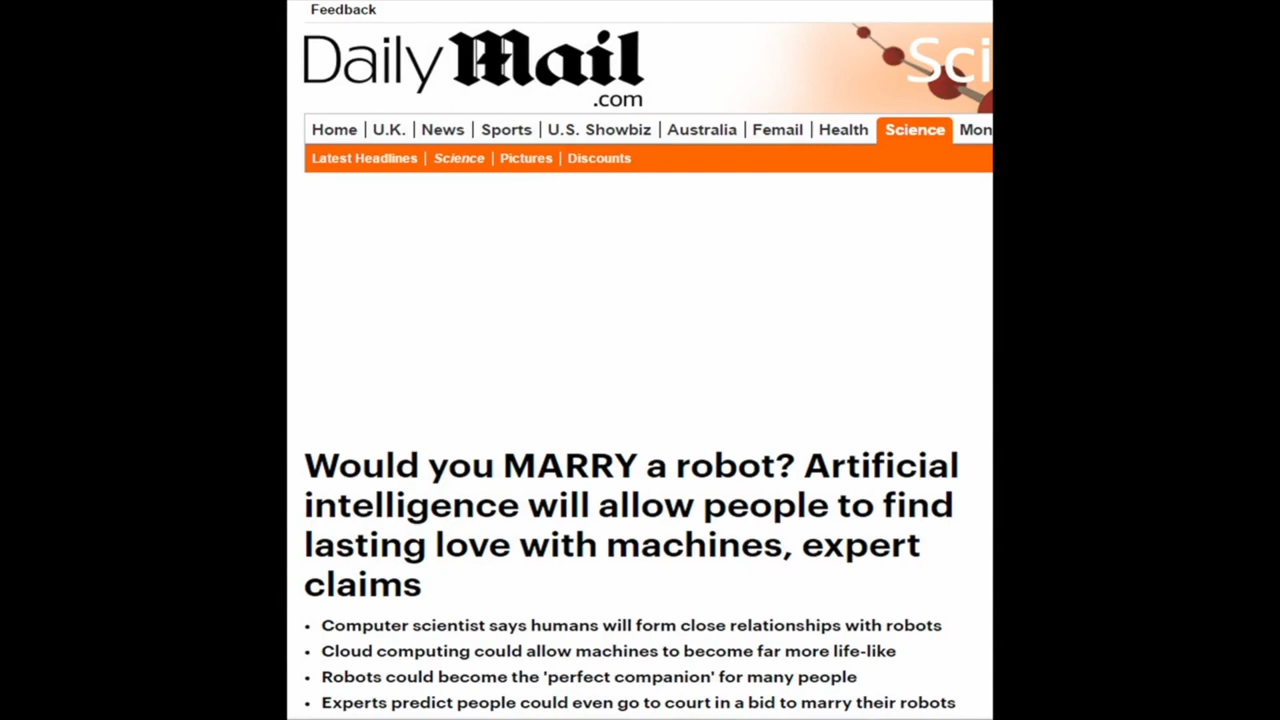 Feedback
Daily Mail
.com
Sci
Home | U.K. | News | Sports | U.S. Showbiz | Australia | Femail | Health | Science | Mon
Latest Headlines | Science | Pictures | Discounts
Would you MARRY a robot? Artificial
intelligence will allow people to find
lasting love with machines, expert
claims
• Computer scientist says humans will form close relationships with robots
• Cloud computing could allow machines to become far more life-like
• Robots could become the 'perfect companion' for many people
• Experts predict people could even go to court in a bid to marry their robots